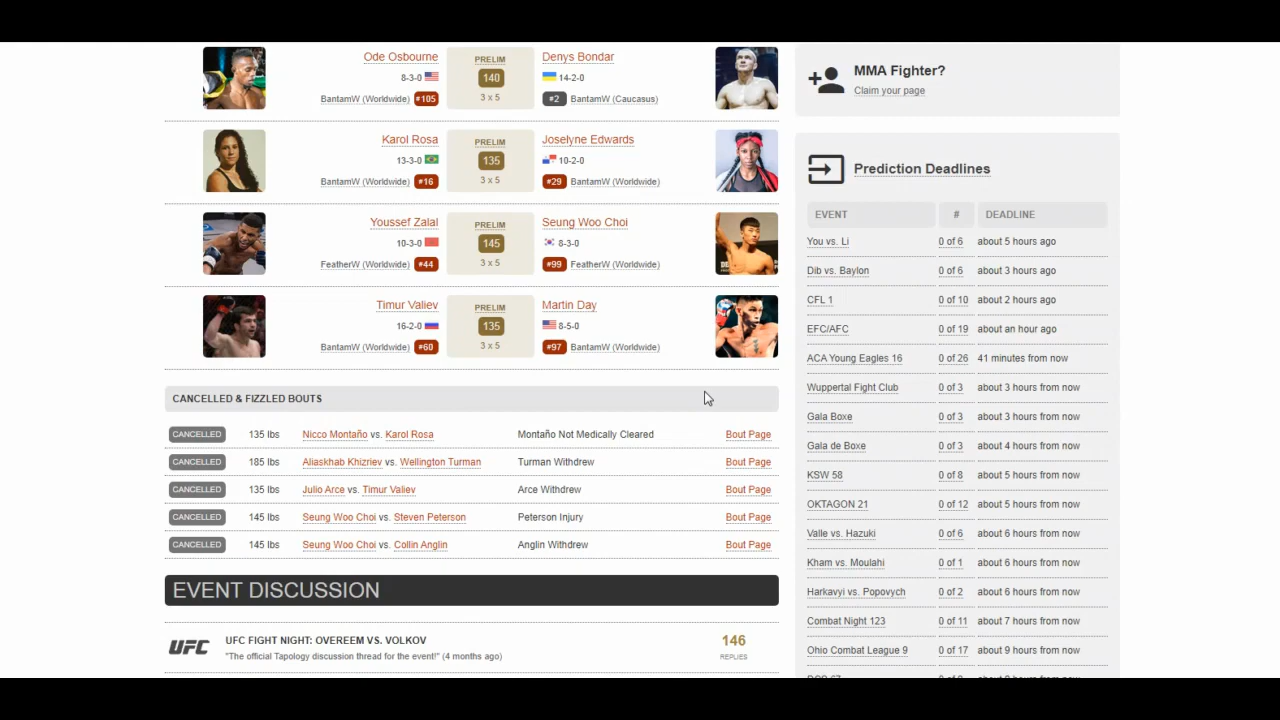 Ode Osbourne PRELIM Denys Bondar
8-3-0 140 14-2-0
BantamW (Worldwide) #105 3 x 5 #2 BantamW (Caucasus)
Karol Rosa PRELIM Joselyne Edwards
13-3-0 135 10-2-0
BantamW (Worldwide) #16 3 x 5 #29 BantamW (Worldwide)
Youssef Zalal PRELIM Seung Woo Choi
10-3-0 145 8-3-0
FeatherW (Worldwide) #44 3 x 5 #99 FeatherW (Worldwide)
Timur Valiev PRELIM Martin Day
16-2-0 135 8-5-0
BantamW (Worldwide) #60 3 x 5 #97 BantamW (Worldwide)
CANCELLED & FIZZLED BOUTS
CANCELLED 135 lbs Nicco Montaño vs. Karol Rosa Montaño Not Medically Cleared Bout Page
CANCELLED 185 lbs Aliaskhab Khizriev vs. Wellington Turman Turman Withdrew Bout Page
CANCELLED 135 lbs Julio Arce vs. Timur Valiev Arce Withdrew Bout Page
CANCELLED 145 lbs Seung Woo Choi vs. Steven Peterson Peterson Injury Bout Page
CANCELLED 145 lbs Seung Woo Choi vs. Collin Anglin Anglin Withdrew Bout Page
EVENT DISCUSSION
UFC UFC FIGHT NIGHT: OVEREEM VS. VOLKOV 146
"The official Tapology discussion thread for the event!" (4 months ago) REPLIES
MMA Fighter?
Claim your page
Prediction Deadlines
EVENT # DEADLINE
You vs. Li 0 of 6 about 5 hours ago
Dib vs. Baylon 0 of 6 about 3 hours ago
CFL 1 0 of 10 about 2 hours ago
EFC/AFC 0 of 19 about an hour ago
ACA Young Eagles 16 0 of 26 41 minutes from now
Wuppertal Fight Club 0 of 3 about 3 hours from now
Gala Boxe 0 of 3 about 3 hours from now
Gala de Boxe 0 of 3 about 4 hours from now
KSW 58 0 of 8 about 5 hours from now
OKTAGON 21 0 of 12 about 5 hours from now
Valle vs. Hazuki 0 of 6 about 6 hours from now
Kham vs. Moulahi 0 of 1 about 6 hours from now
Harkavyi vs. Popovych 0 of 2 about 6 hours from now
Combat Night 123 0 of 11 about 7 hours from now
Ohio Combat League 9 0 of 17 about 9 hours from now